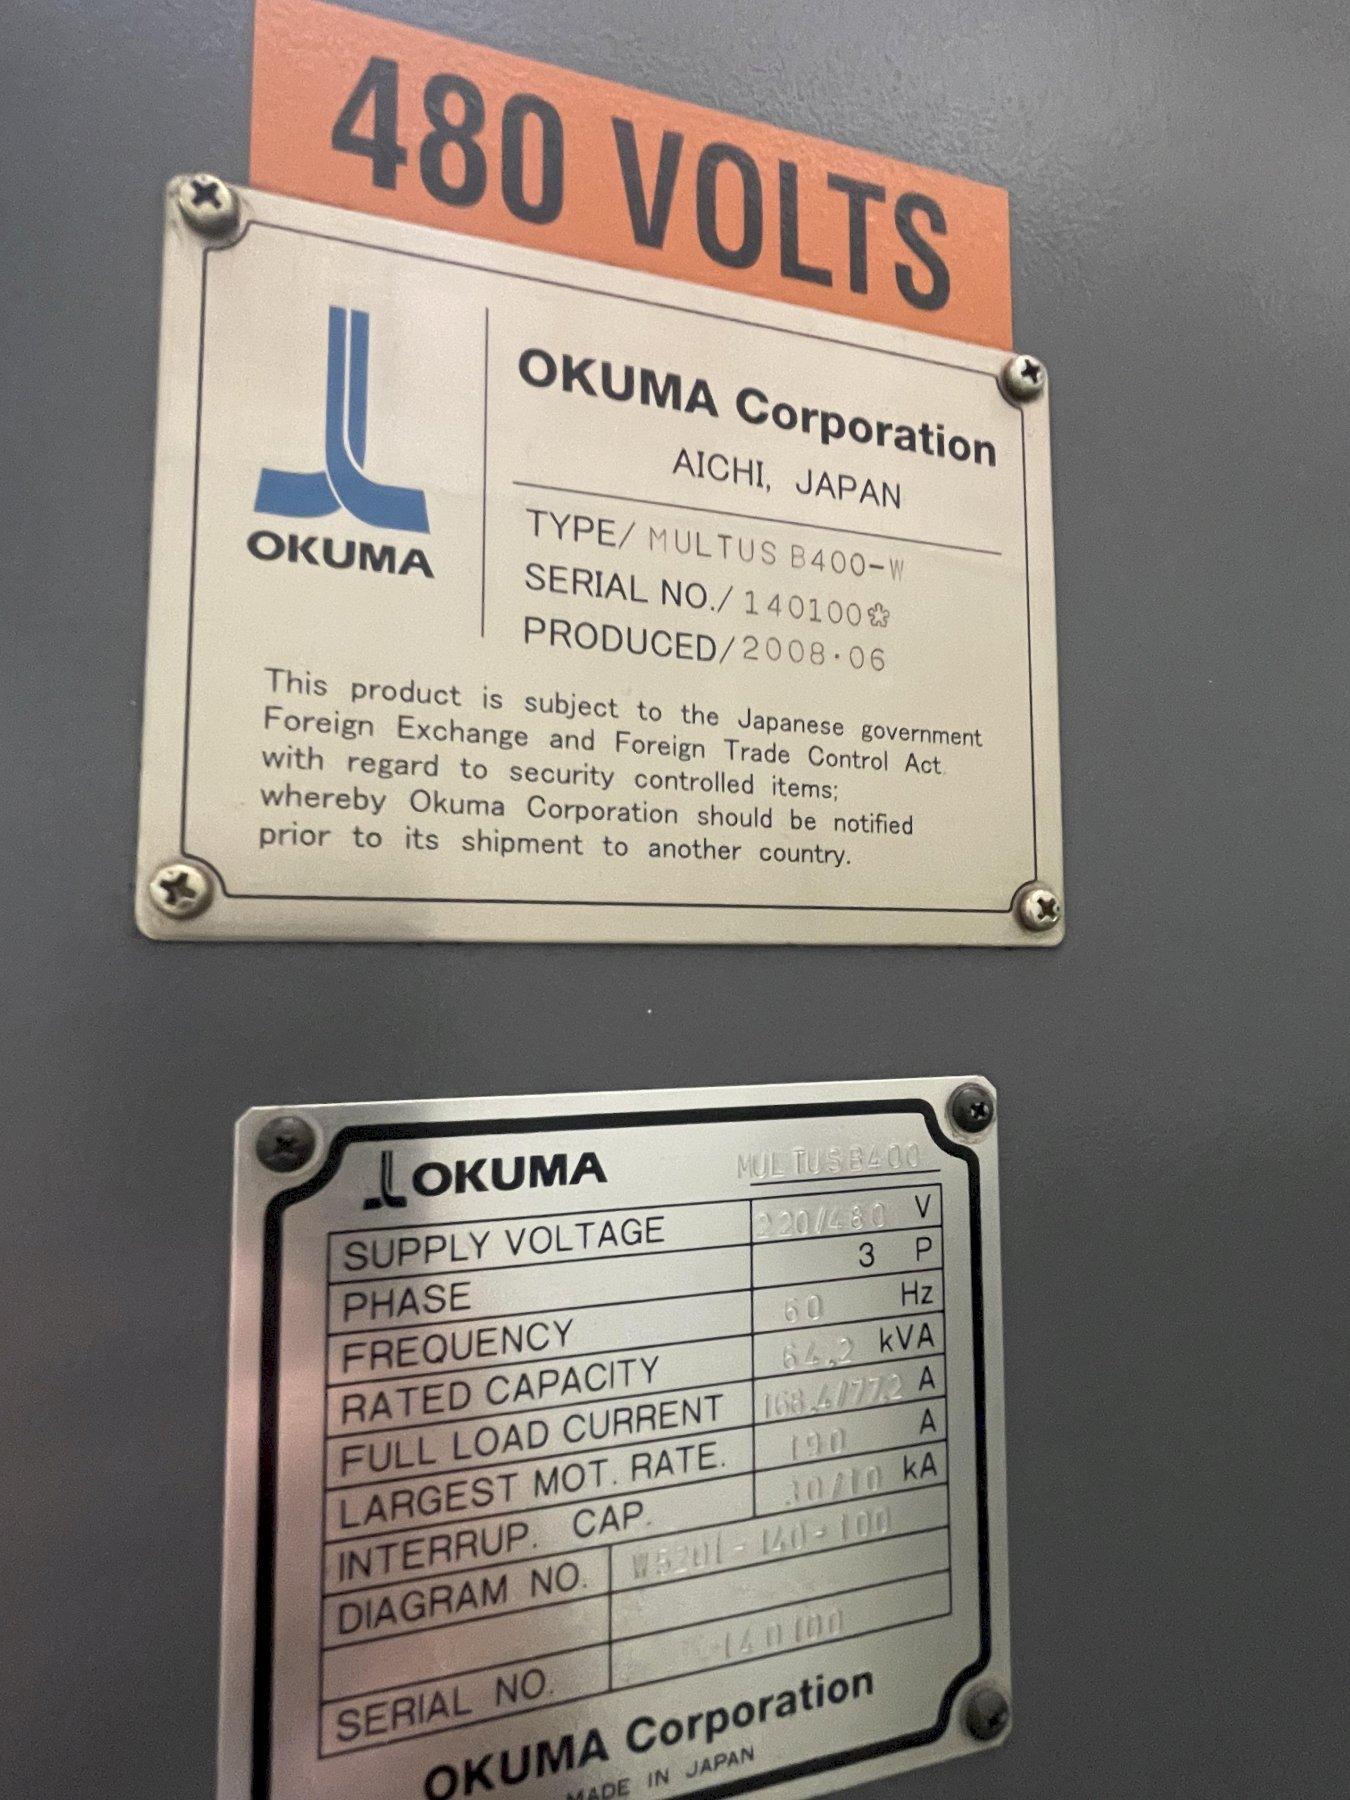 480 VOLTS
OKUMA
OKUMA Corporation
AICHI, JAPAN
TYPE/ MULTUS B400-W
SERIAL NO./ 140100
PRODUCED/ 2008·06
This product is subject to the Japanese government
Foreign Exchange and Foreign Trade Control Act.
with regard to security controlled items;
whereby Okuma Corporation should be notified
prior to its shipment to another country.
OKUMA MULTUS B400
SUPPLY VOLTAGE 220/480 V
PHASE 3 P
FREQUENCY 60 Hz
RATED CAPACITY 64.2 kVA
FULL LOAD CURRENT 168.4/77.2 A
LARGEST MOT. RATE. 190 A
INTERRUP. CAP. 10/10 kA
DIAGRAM NO. W5201-140-100
SERIAL NO. 140100
OKUMA Corporation
MADE IN JAPAN